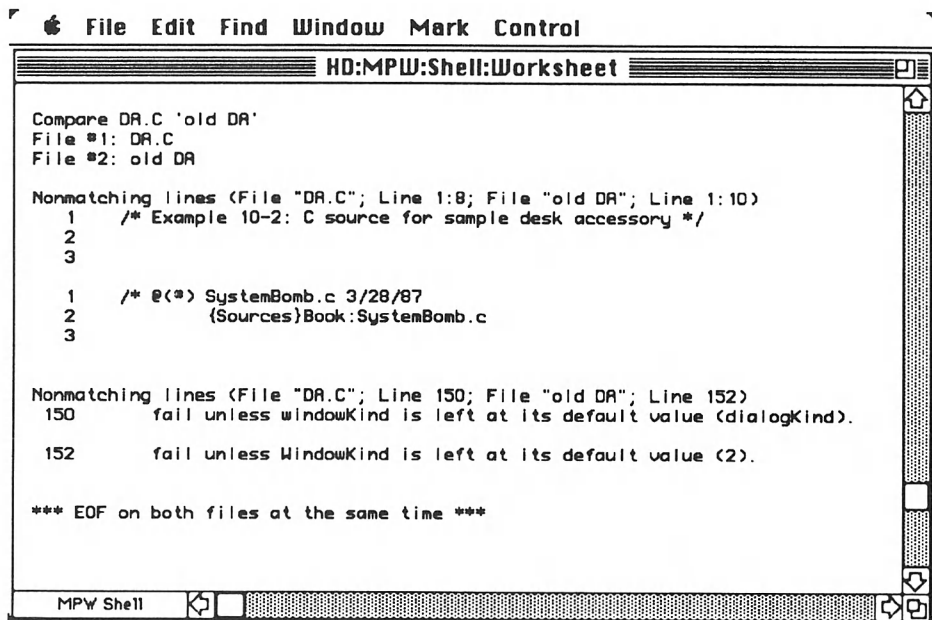 File Edit Find Window Mark Control
HD:MPW:Shell:Worksheet
Compare DA.C 'old DA'
File #1: DA.C
File #2: old DA
Nonmatching lines (File "DA.C"; Line 1:8; File "old DA"; Line 1:10)
1 /* Example 10-2: C source for sample desk accessory */
2
3
1 /* @(#) SystemBomb.c 3/28/87
2 {Sources}Book:SystemBomb.c
3
Nonmatching lines (File "DA.C"; Line 150; File "old DA"; Line 152)
150 fail unless windowKind is left at its default value (dialogKind).
152 fail unless WindowKind is left at its default value (2).
*** EOF on both files at the same time ***
MPW Shell